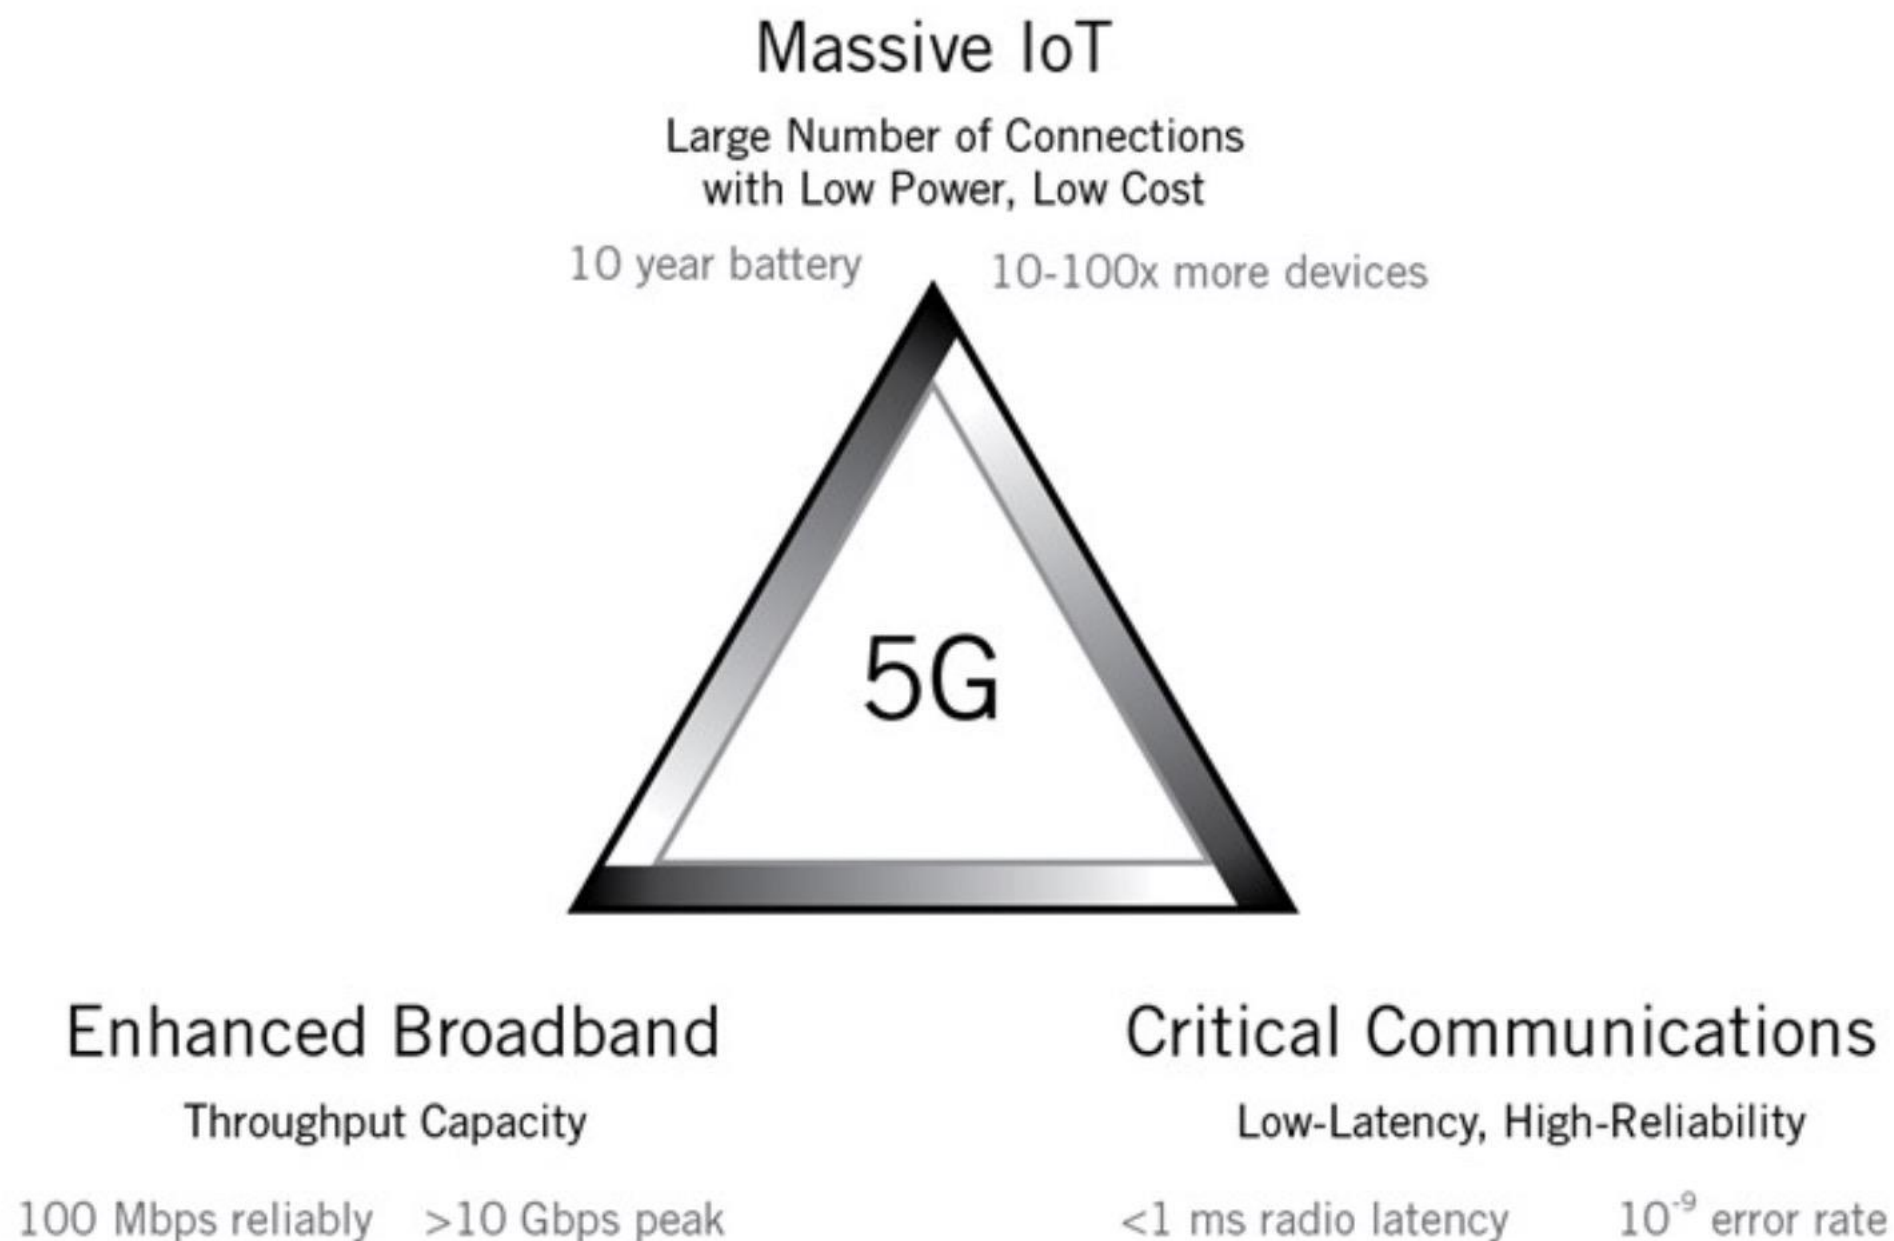 Massive IoT
Large Number of Connections
with Low Power, Low Cost
10 year battery
10-100x more devices
5G
Enhanced Broadband
Throughput Capacity
100 Mbps reliably
>10 Gbps peak
Critical Communications
Low-Latency, High-Reliability
<1 ms radio latency
10⁻⁹ error rate